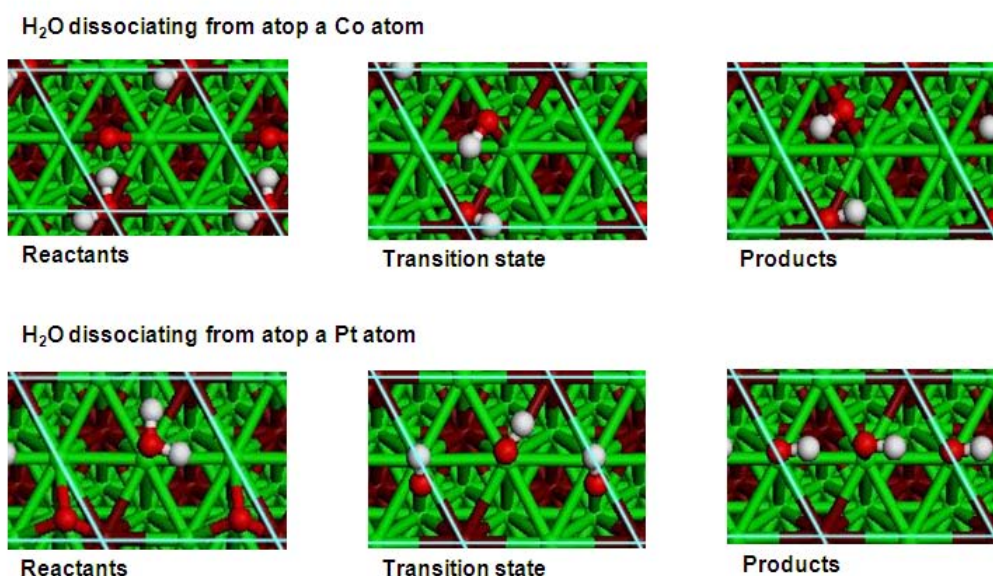 H₂O dissociating from atop a Co atom
Reactants
Transition state
Products
H₂O dissociating from atop a Pt atom
Reactants
Transition state
Products